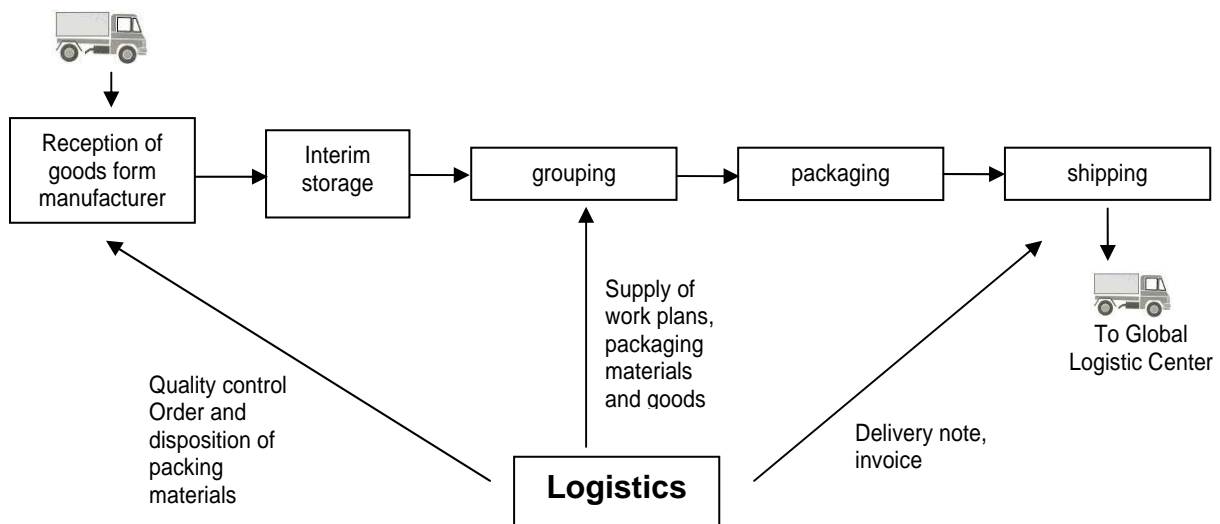 Reception of
goods form
manufacturer
Interim
storage
grouping
packaging
shipping
Supply of
work plans,
packaging
materials
and goods
To Global
Logistic Center
Quality control
Order and
disposition of
packing
materials
Delivery note,
invoice
Logistics